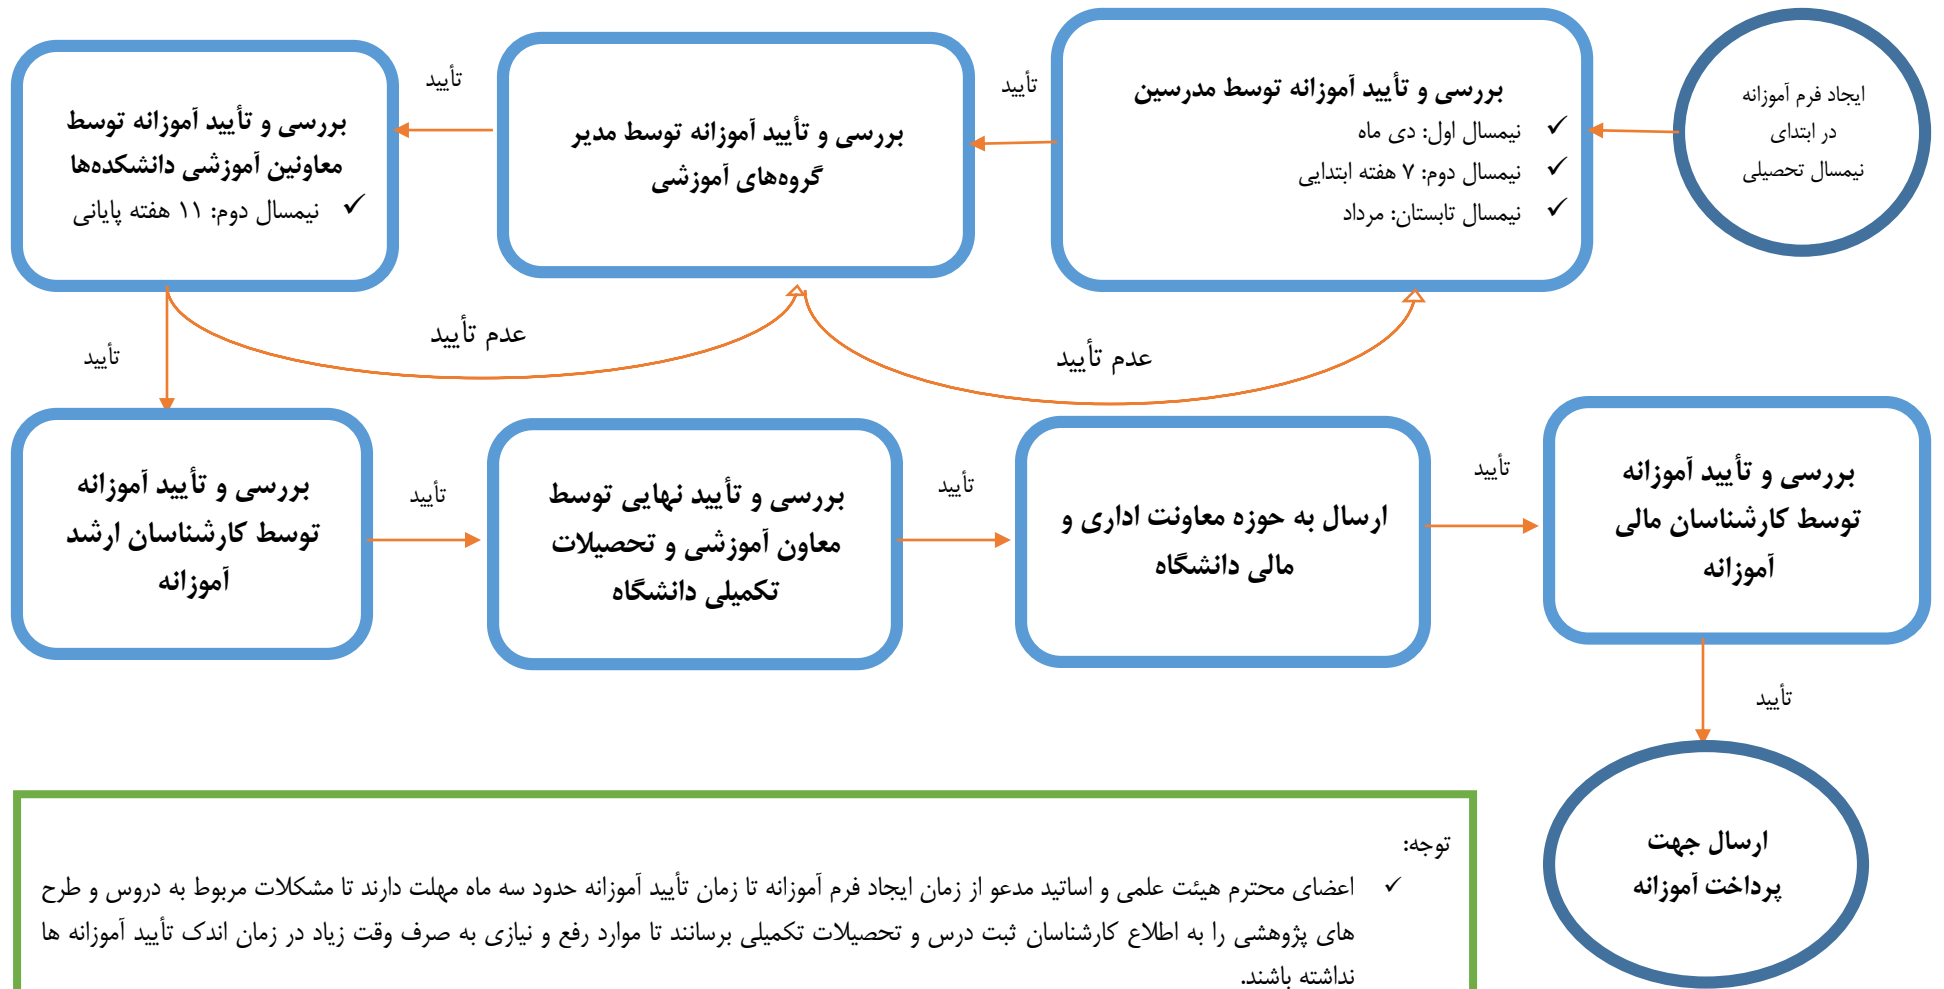 ایجاد فرم آموزانه
در ابتدای
نیمسال تحصیلی
بررسی و تأیید آموزانه توسط مدرسین
✓ نیمسال اول: دی ماه
✓ نیمسال دوم: ۷ هفته ابتدایی
✓ نیمسال تابستان: مرداد
تأیید
بررسی و تأیید آموزانه توسط مدیر
گروه‌های آموزشی
تأیید
بررسی و تأیید آموزانه توسط
معاونین آموزشی دانشکده‌ها
✓ نیمسال دوم: ۱۱ هفته پایانی
عدم تأیید
عدم تأیید
تأیید
بررسی و تأیید آموزانه
توسط کارشناسان ارشد
آموزانه
تأیید
بررسی و تأیید نهایی توسط
معاون آموزشی و تحصیلات
تکمیلی دانشگاه
تأیید
ارسال به حوزه معاونت اداری و
مالی دانشگاه
تأیید
بررسی و تأیید آموزانه
توسط کارشناسان مالی
آموزانه
تأیید
ارسال جهت
پرداخت آموزانه
توجه:
✓ اعضای محترم هیئت علمی و اساتید مدعو از زمان ایجاد فرم آموزانه تا زمان تأیید آموزانه حدود سه ماه مهلت دارند تا مشکلات مربوط به دروس و طرح
های پژوهشی را به اطلاع کارشناسان ثبت درس و تحصیلات تکمیلی برسانند تا موارد رفع و نیازی به صرف وقت زیاد در زمان اندک تأیید آموزانه ها
نداشته باشند.